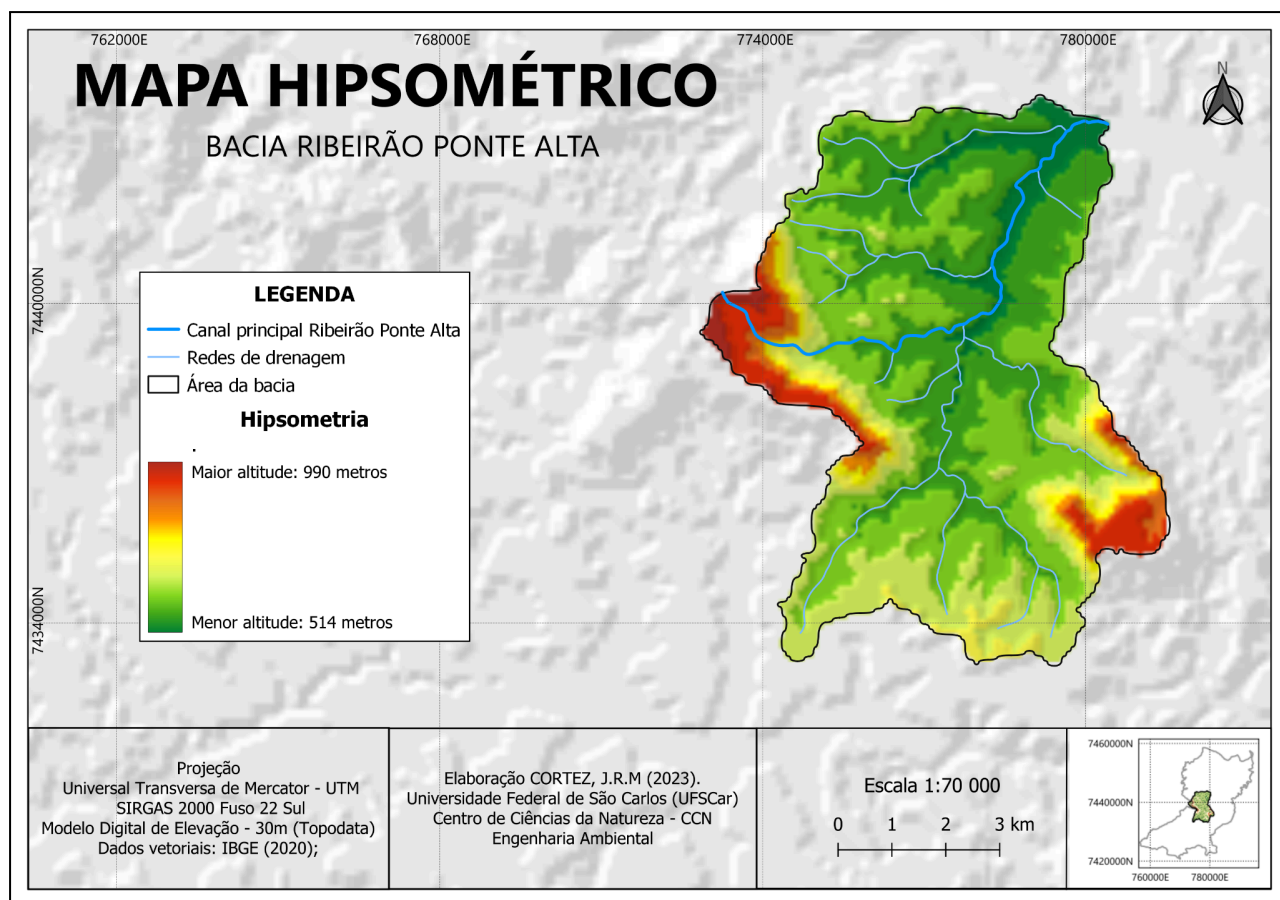 762000E
768000E
774000E
780000E
MAPA HIPSOMÉTRICO
BACIA RIBEIRÃO PONTE ALTA
N
7440000N
7434000N
LEGENDA
Canal principal Ribeirão Ponte Alta
Redes de drenagem
Área da bacia
Hipsometria
.
Maior altitude: 990 metros
Menor altitude: 514 metros
Projeção
Universal Transversa de Mercator - UTM
SIRGAS 2000 Fuso 22 Sul
Modelo Digital de Elevação - 30m (Topodata)
Dados vetoriais: IBGE (2020);
Elaboração CORTEZ, J.R.M (2023).
Universidade Federal de São Carlos (UFSCar)
Centro de Ciências da Natureza - CCN
Engenharia Ambiental
Escala 1:70 000
0 1 2 3 km
7460000N
7440000N
7420000N
760000E 780000E